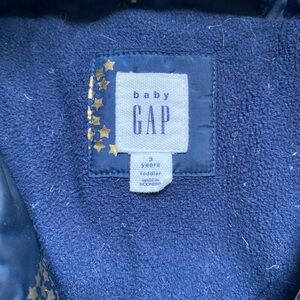 baby
GAP
3
years
toddler
MADE IN
INDONESIA